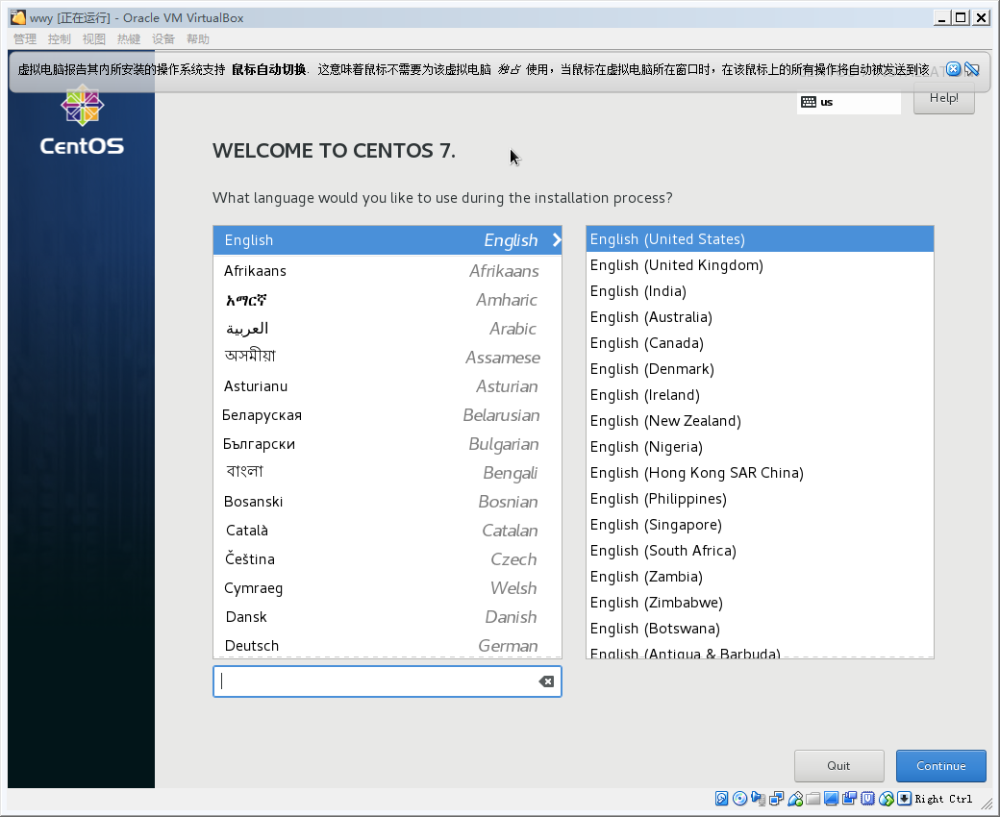 wwy [正在运行] - Oracle VM VirtualBox
管理 控制 视图 热键 设备 帮助
虚拟电脑报告其内所安装的操作系统支持 鼠标自动切换. 这意味着鼠标不需要为该虚拟电脑 独占 使用，当鼠标在虚拟电脑所在窗口时，在该鼠标上的所有操作将自动被发送到该
CentOS
us
Help!
WELCOME TO CENTOS 7.
What language would you like to use during the installation process?
English English
Afrikaans Afrikaans
አማርኛ Amharic
العربية Arabic
অসমীয়া Assamese
Asturianu Asturian
Беларуская Belarusian
Български Bulgarian
বাংলা Bengali
Bosanski Bosnian
Català Catalan
Čeština Czech
Cymraeg Welsh
Dansk Danish
Deutsch German
English (United States)
English (United Kingdom)
English (India)
English (Australia)
English (Canada)
English (Denmark)
English (Ireland)
English (New Zealand)
English (Nigeria)
English (Hong Kong SAR China)
English (Philippines)
English (Singapore)
English (South Africa)
English (Zambia)
English (Zimbabwe)
English (Botswana)
English (Antigua & Barbuda)
Quit
Continue
Right Ctrl